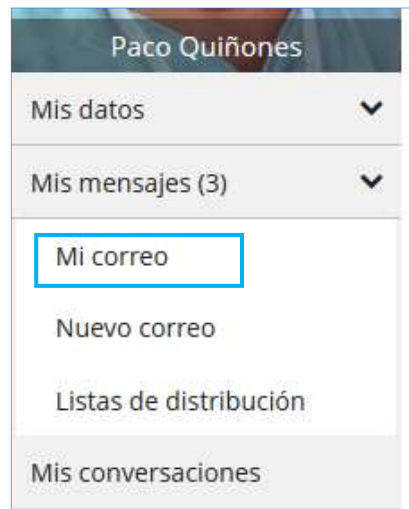 Paco Quiñones
Mis datos
Mis mensajes (3)
Mi correo
Nuevo correo
Listas de distribución
Mis conversaciones